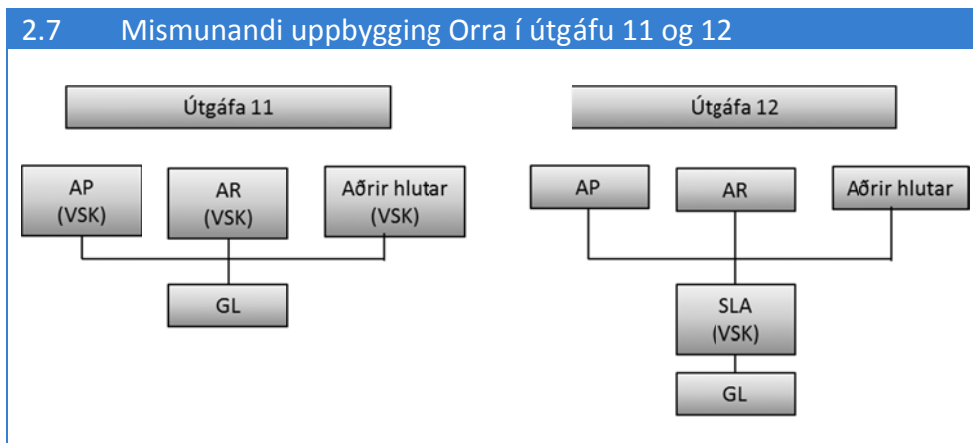 2.7 Mismunandi uppbygging Orra í útgáfu 11 og 12
Útgáfa 11
AP
(VSK)
AR
(VSK)
Aðrir hlutar
(VSK)
GL
Útgáfa 12
AP
AR
Aðrir hlutar
SLA
(VSK)
GL